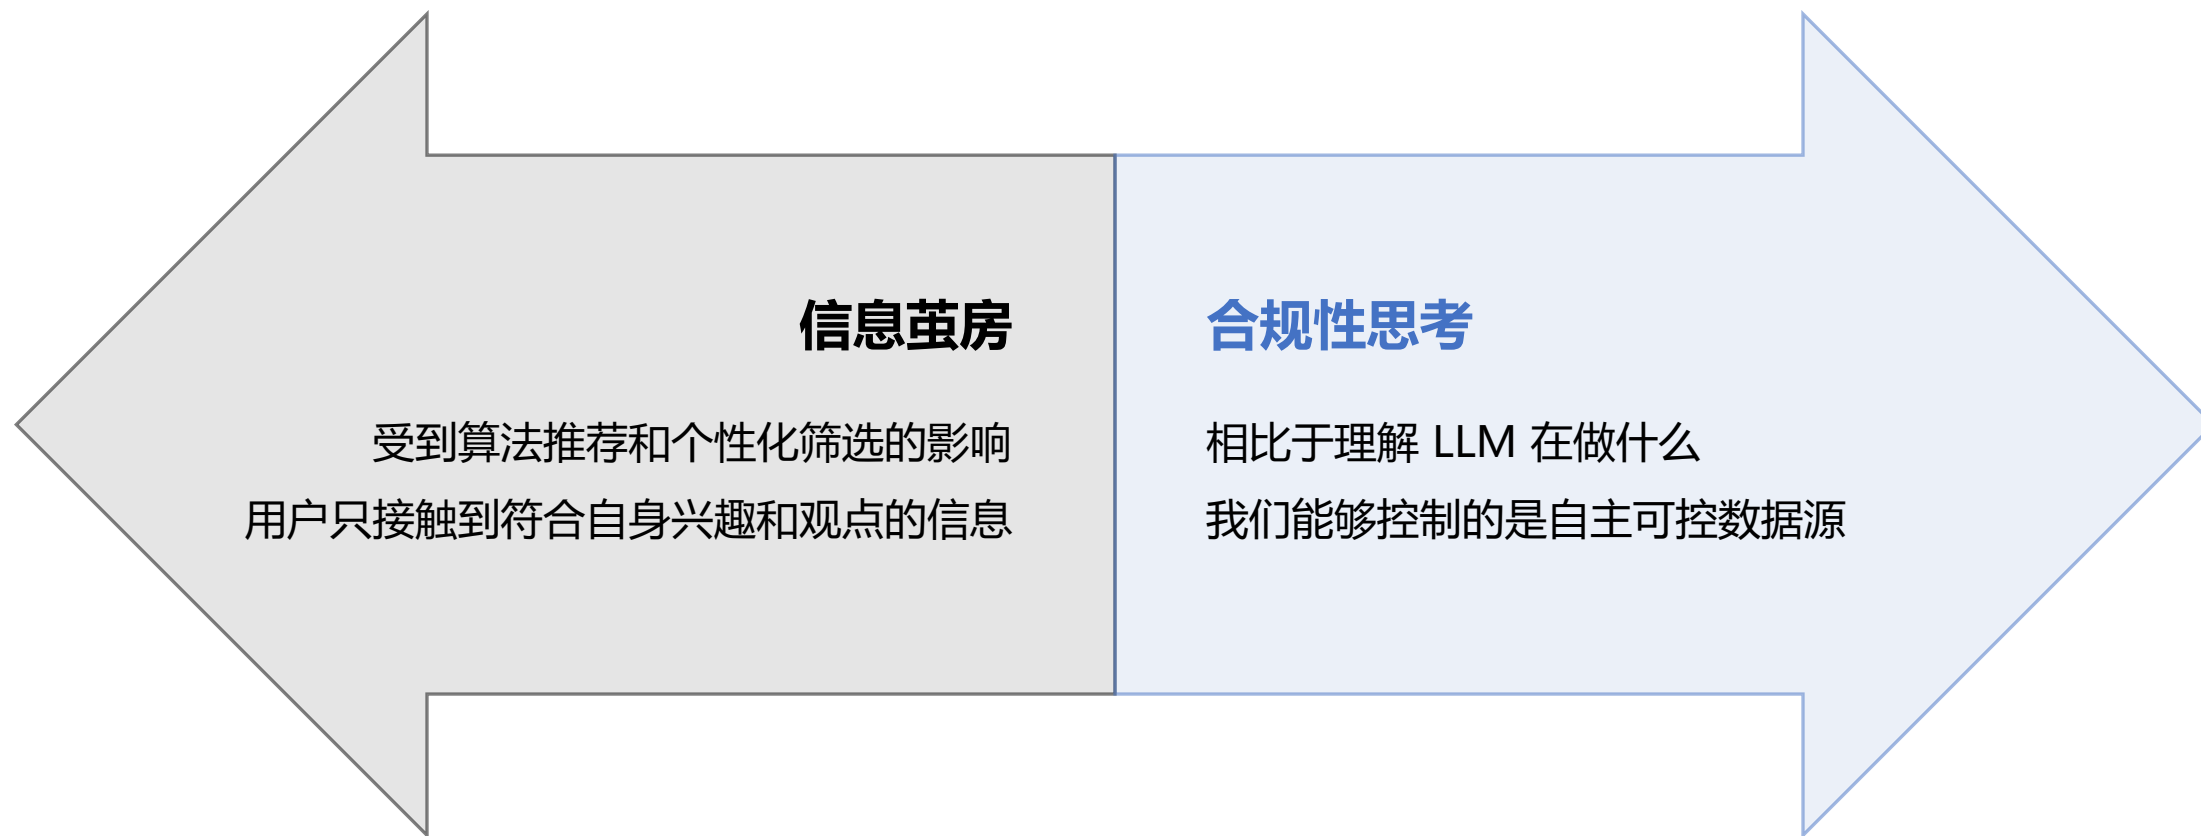 信息茧房
受到算法推荐和个性化筛选的影响
用户只接触到符合自身兴趣和观点的信息
合规性思考
相比于理解 LLM 在做什么
我们能够控制的是自主可控数据源